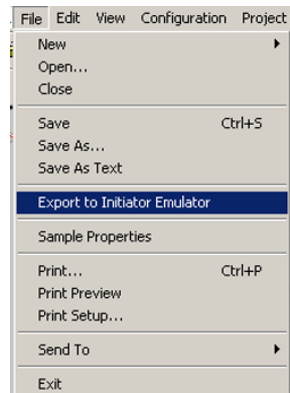 File Edit View Configuration Project
New
Open...
Close
Save Ctrl+S
Save As...
Save As Text
Export to Initiator Emulator
Sample Properties
Print... Ctrl+P
Print Preview
Print Setup...
Send To
Exit